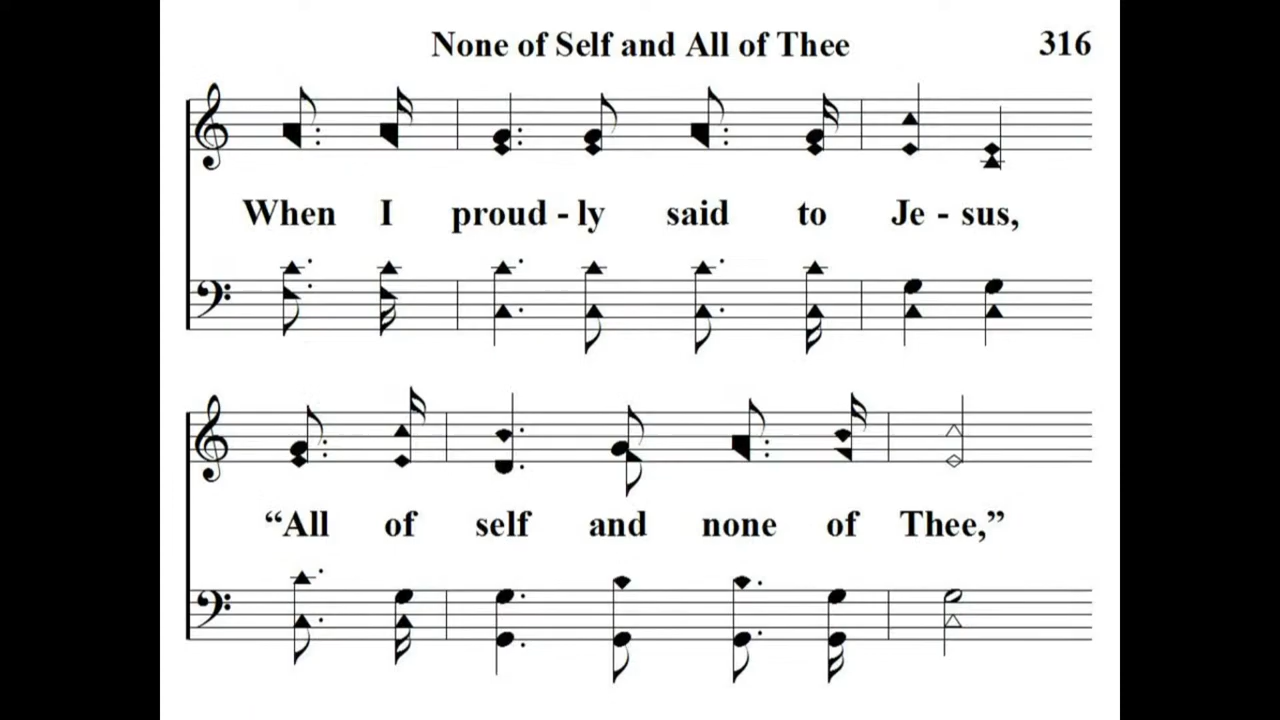 None of Self and All of Thee 316
When I proud - ly said to Je - sus,
“All of self and none of Thee,”